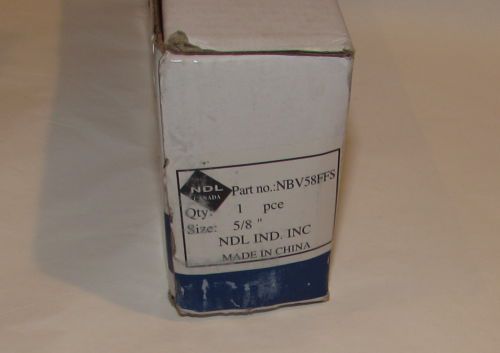 NDL
CANADA
Part no.:NBV58FFS
Qty: 1 pce
Size: 5/8 "
NDL IND. INC
MADE IN CHINA